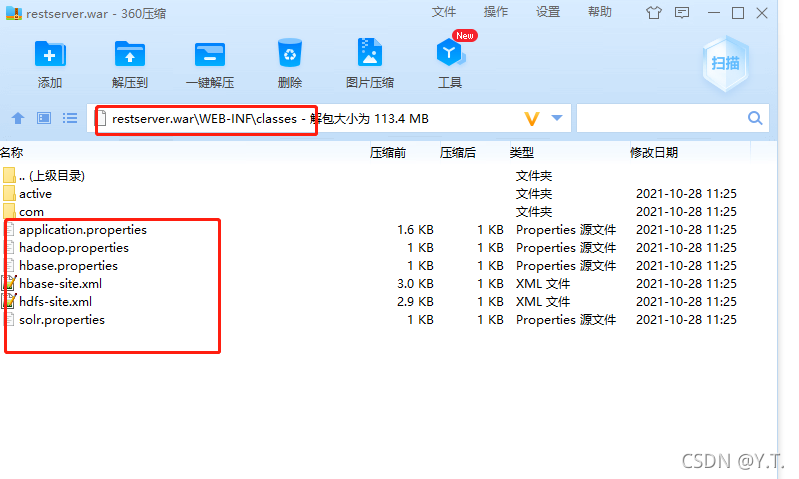 restserver.war - 360压缩 文件 操作 设置 帮助
New
添加 解压到 一键解压 删除 图片压缩 工具 扫描
restserver.war\WEB-INF\classes - 解包大小为 113.4 MB
名称 压缩前 压缩后 类型 修改日期
.. (上级目录) 文件夹
active 文件夹 2021-10-28 11:25
com 文件夹 2021-10-28 11:25
application.properties 1.6 KB 1 KB Properties 源文件 2021-10-28 11:25
hadoop.properties 1 KB 1 KB Properties 源文件 2021-10-28 11:25
hbase.properties 1 KB 1 KB Properties 源文件 2021-10-28 11:25
hbase-site.xml 3.0 KB 1 KB XML 文件 2021-10-28 11:25
hdfs-site.xml 2.9 KB 1 KB XML 文件 2021-10-28 11:25
solr.properties 1 KB 1 KB Properties 源文件 2021-10-28 11:25
CSDN @Y.T.